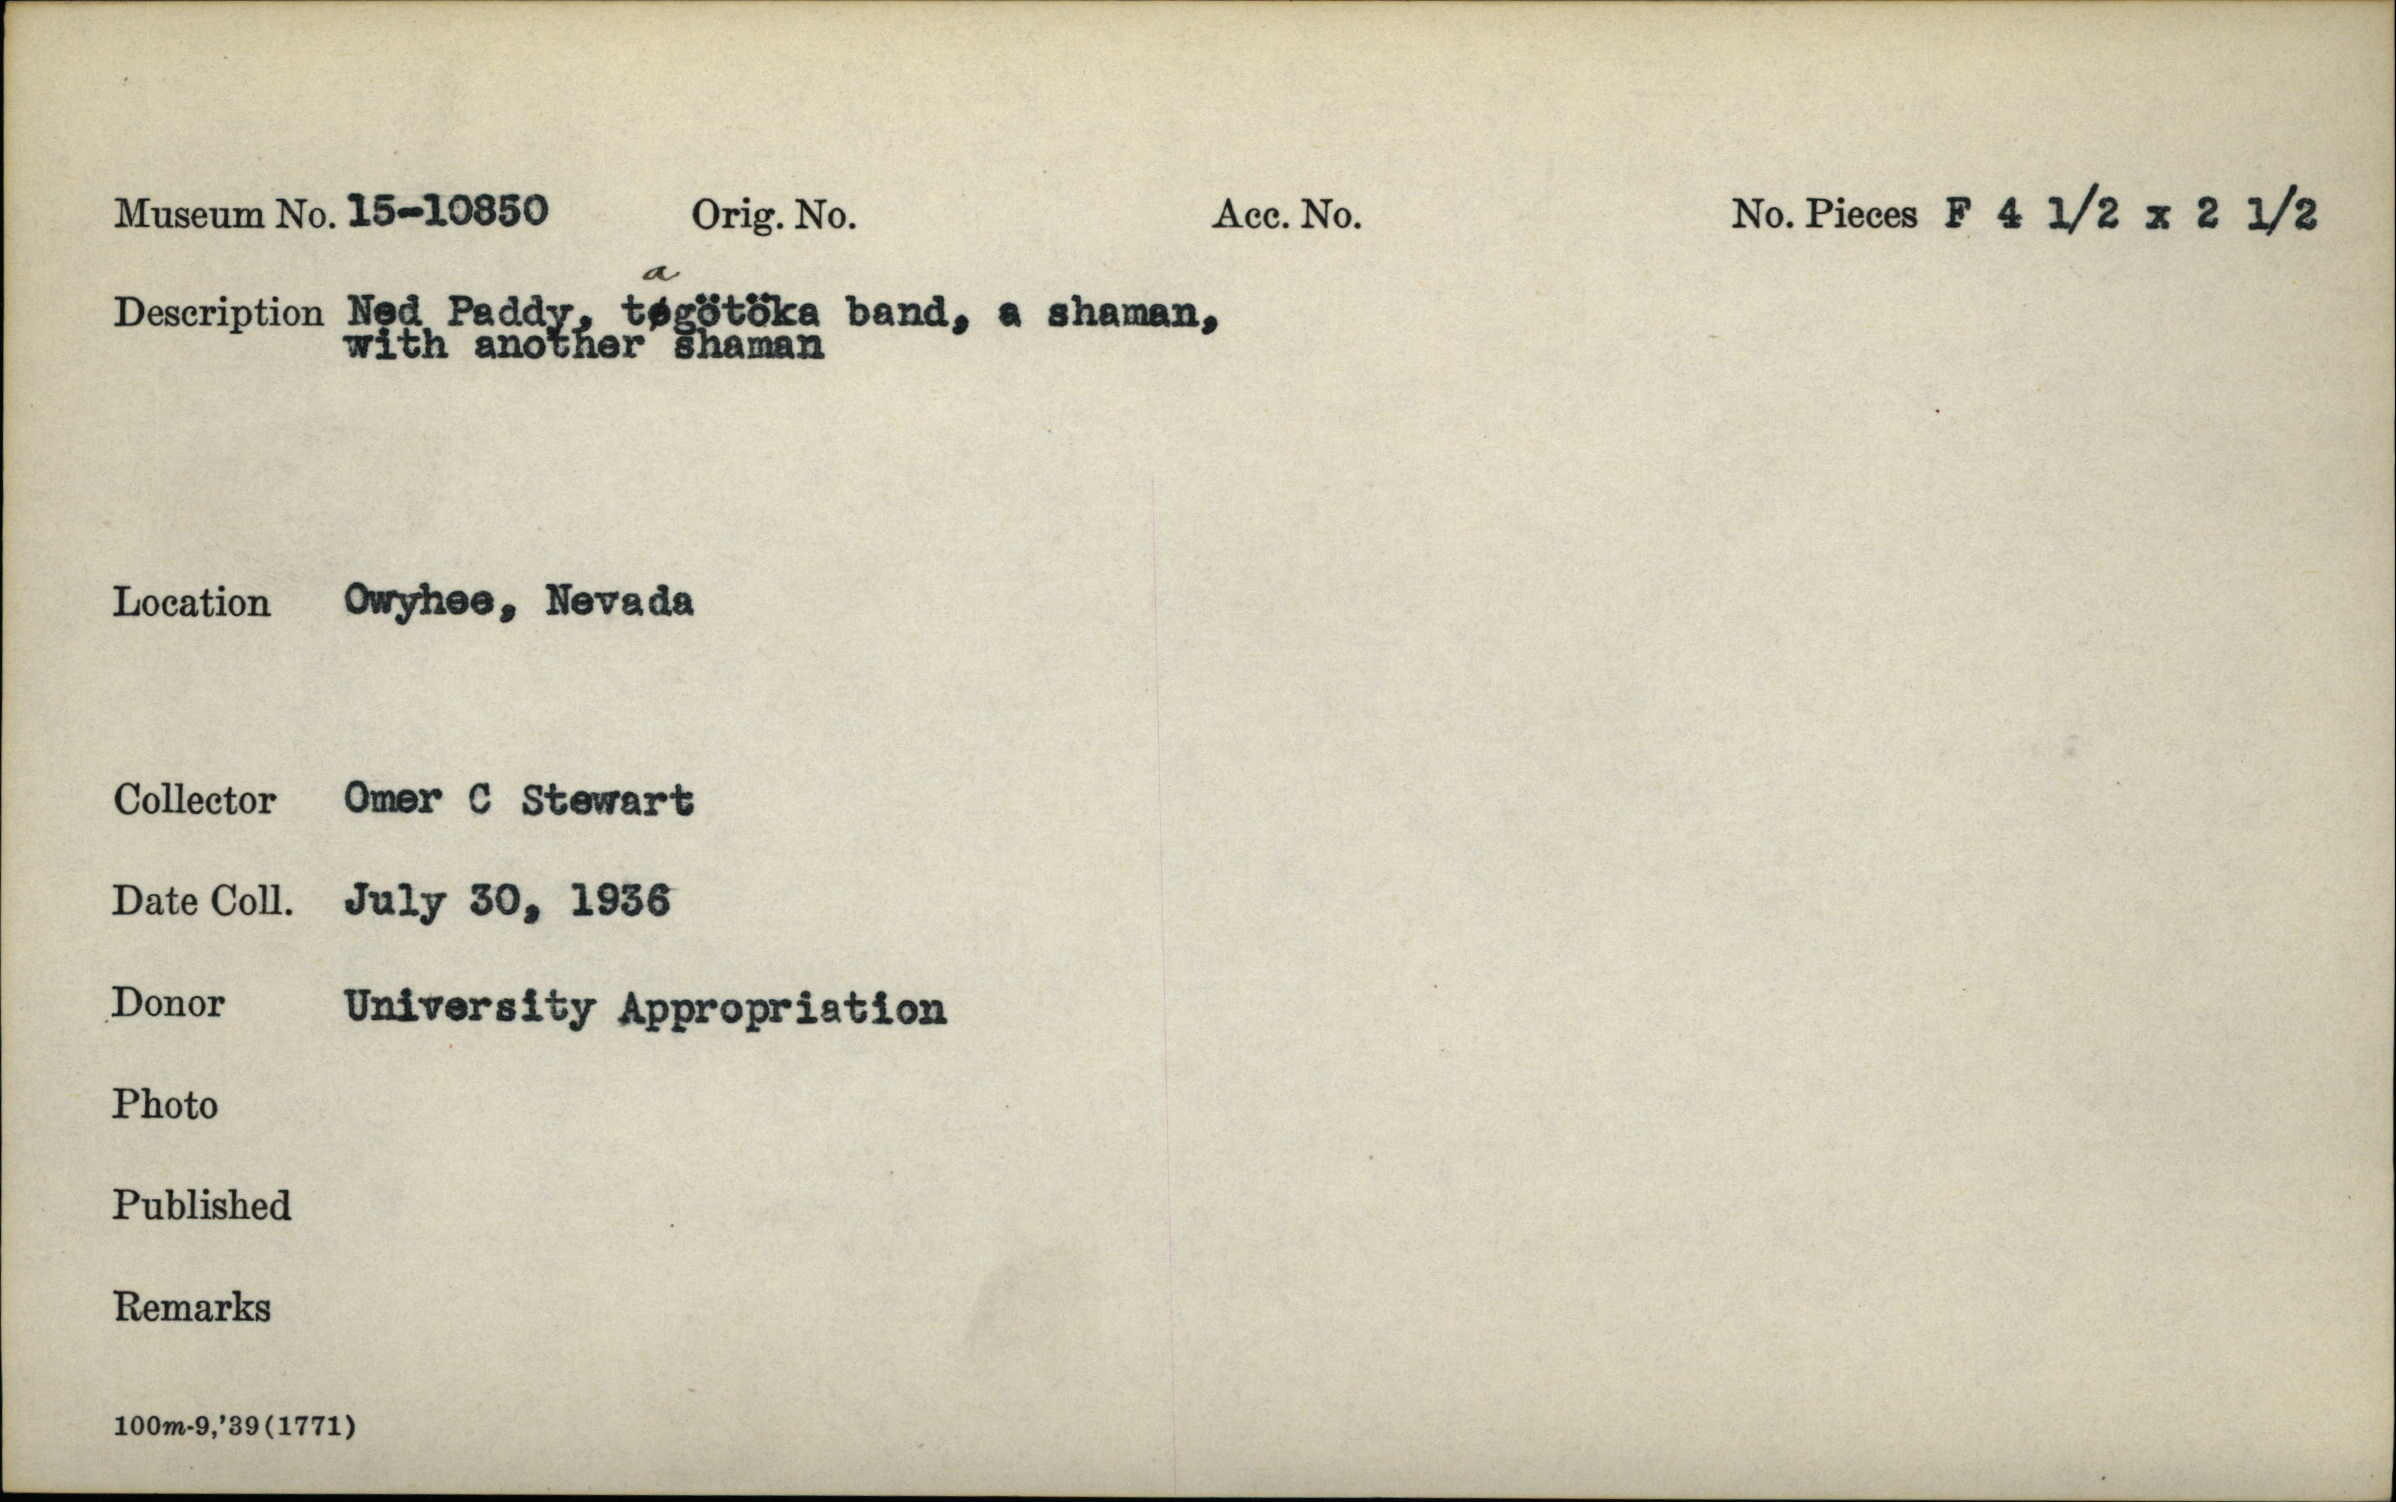 Museum No. 15-10850 Orig. No. Acc. No. No. Pieces F 4 1/2 x 2 1/2
a
Description Ned Paddy, tøgötöka band, a shaman,
with another shaman
Location Owyhee, Nevada
Collector Omer C Stewart
Date Coll. July 30, 1936
Donor University Appropriation
Photo
Published
Remarks
100m-9,'39(1771)